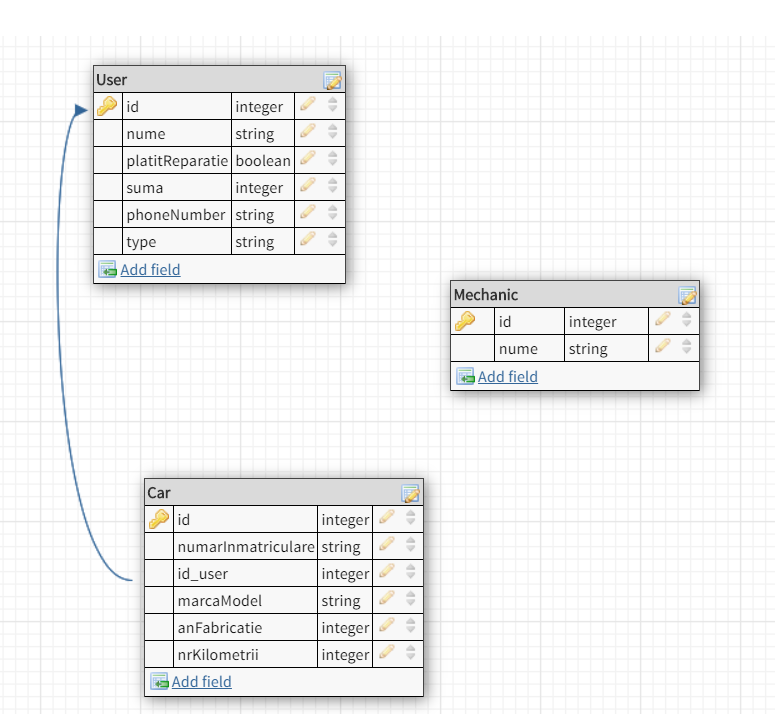 User
id integer
nume string
platitReparatie boolean
suma integer
phoneNumber string
type string
Add field
Mechanic
id integer
nume string
Add field
Car
id integer
numarInmatriculare string
id_user integer
marcaModel string
anFabricatie integer
nrKilometrii integer
Add field